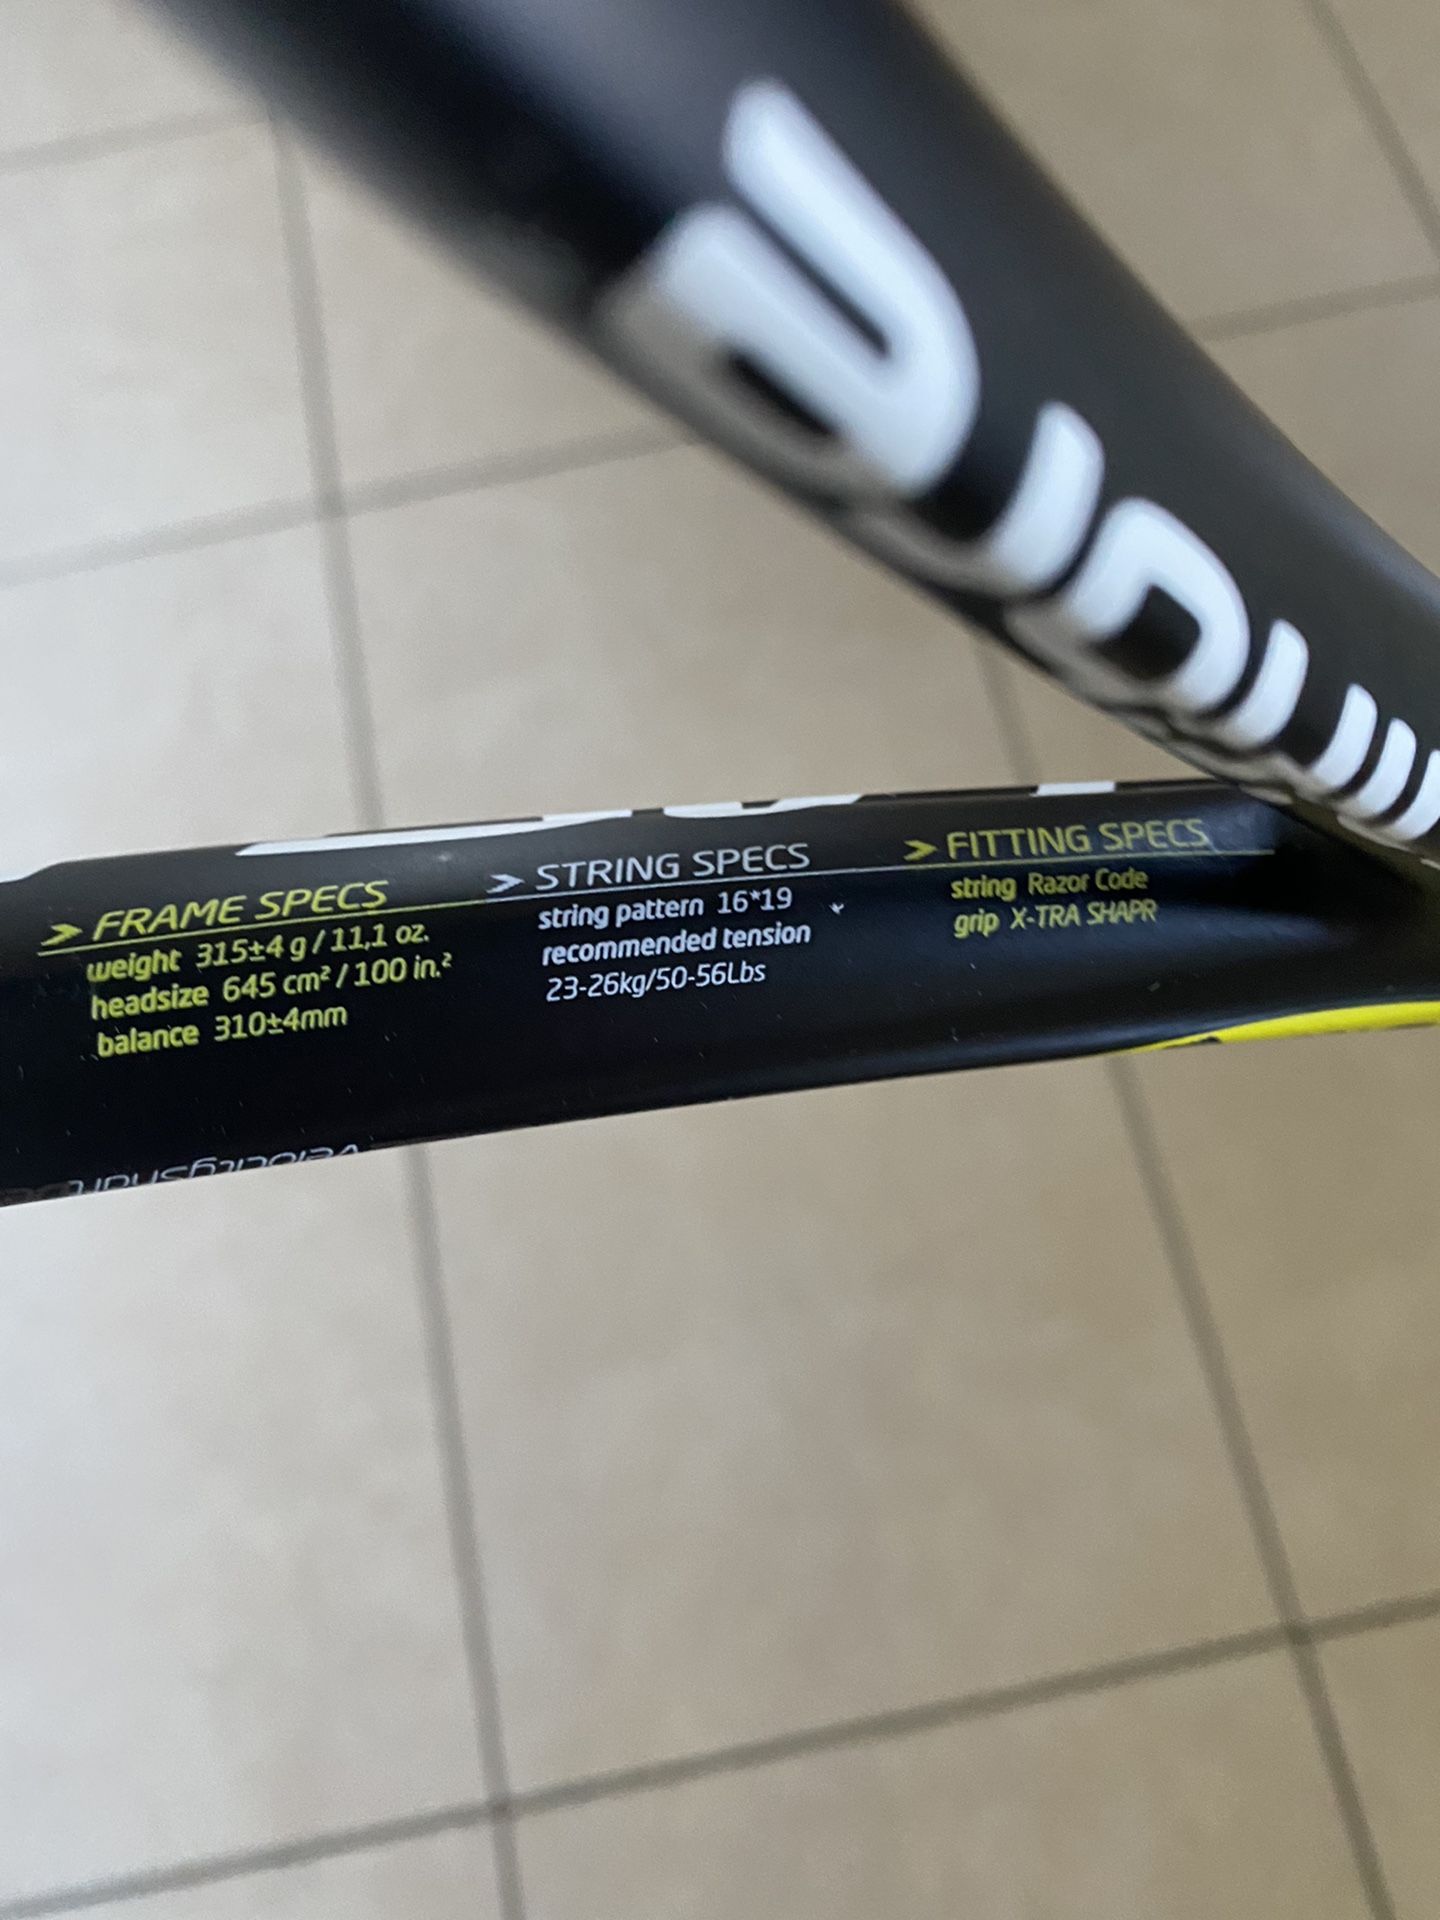 FRAME SPECS
weight 315±4 g / 11,1 oz.
headsize 645 cm² / 100 in.²
balance 310±4mm
STRING SPECS
string pattern 16*19
recommended tension
23-26kg/50-56Lbs
FITTING SPECS
string Razor Code
grip X-TRA SHAPR